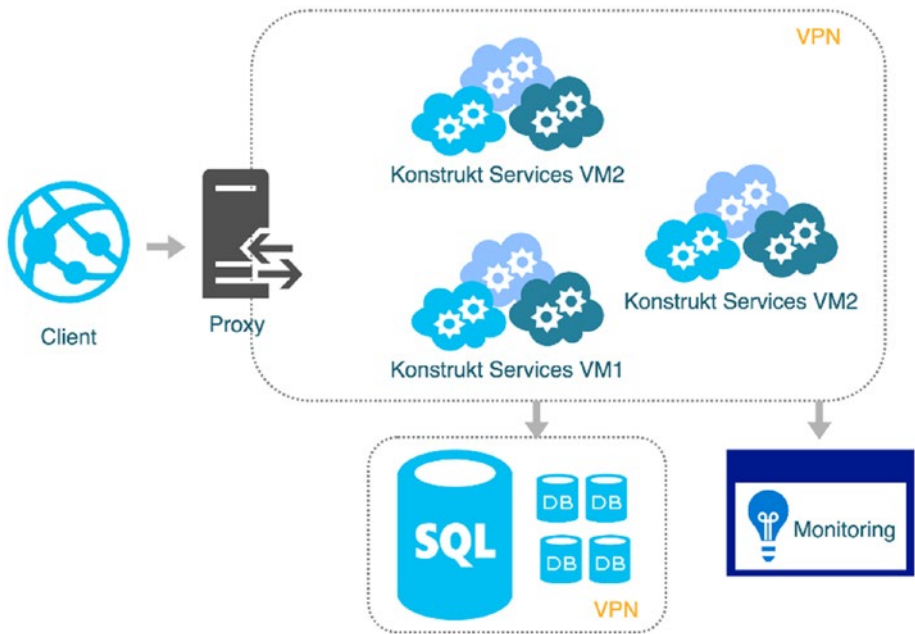 VPN
Konstrukt Services VM2
Konstrukt Services VM2
Client
Proxy
Konstrukt Services VM1
SQL
DB DB
DB DB
VPN
Monitoring